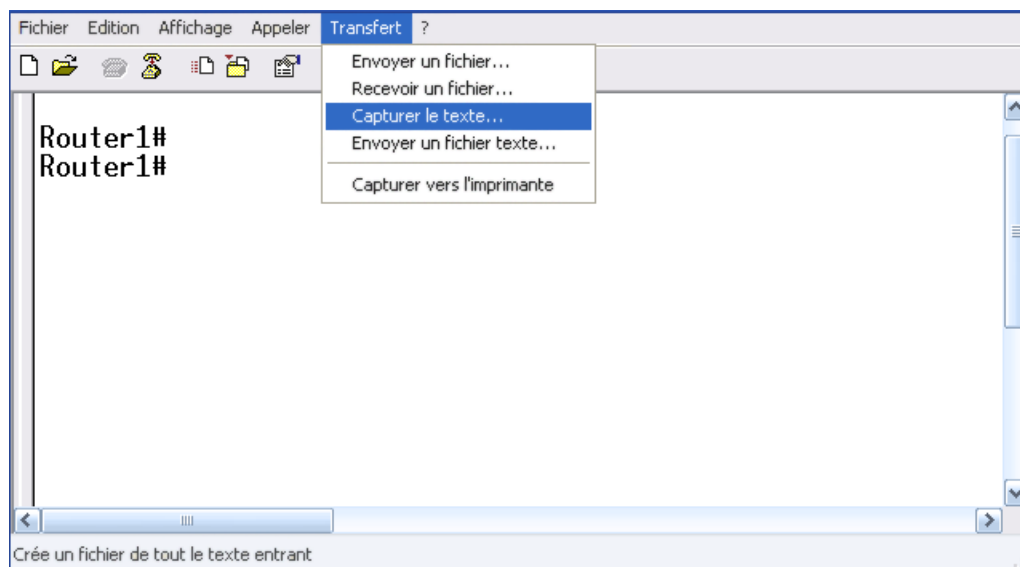 Fichier Edition Affichage Appeler Transfert ?
Envoyer un fichier...
Recevoir un fichier...
Capturer le texte...
Envoyer un fichier texte...
Capturer vers l'imprimante
Router1#
Router1#
Crée un fichier de tout le texte entrant